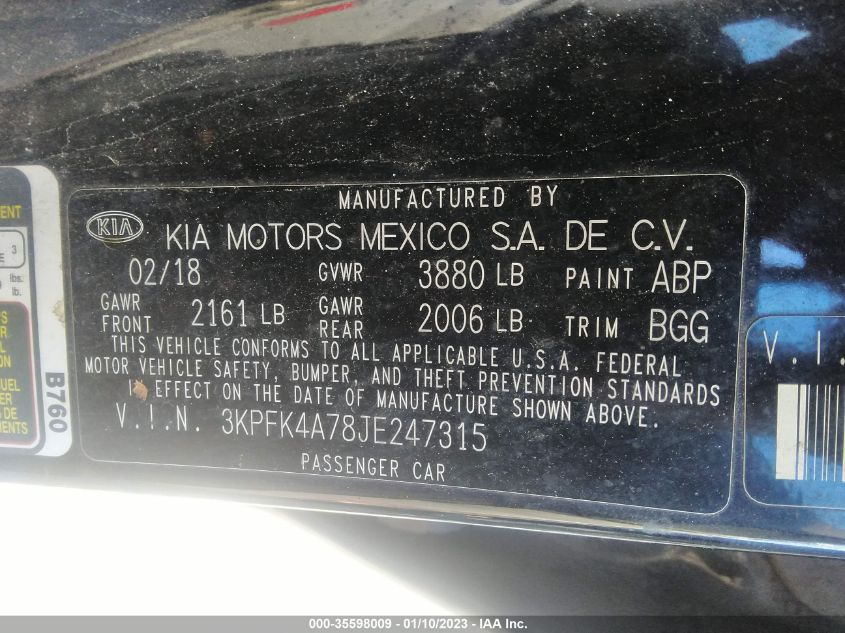 MANUFACTURED BY
KIA KIA MOTORS MEXICO S.A. DE C.V.
02/18 GVWR 3880 LB PAINT ABP
GAWR FRONT 2161 LB GAWR REAR 2006 LB TRIM BGG
THIS VEHICLE CONFORMS TO ALL APPLICABLE U.S.A. FEDERAL
MOTOR VEHICLE SAFETY, BUMPER, AND THEFT PREVENTION STANDARDS
I EFFECT ON THE DATE OF MANUFACTURE SHOWN ABOVE.
V.I.N. 3KPFK4A78JE247315
PASSENGER CAR
B760
3
lbs.
lb.
V.I.
000-35598009 - 01/10/2023 - IAA Inc.